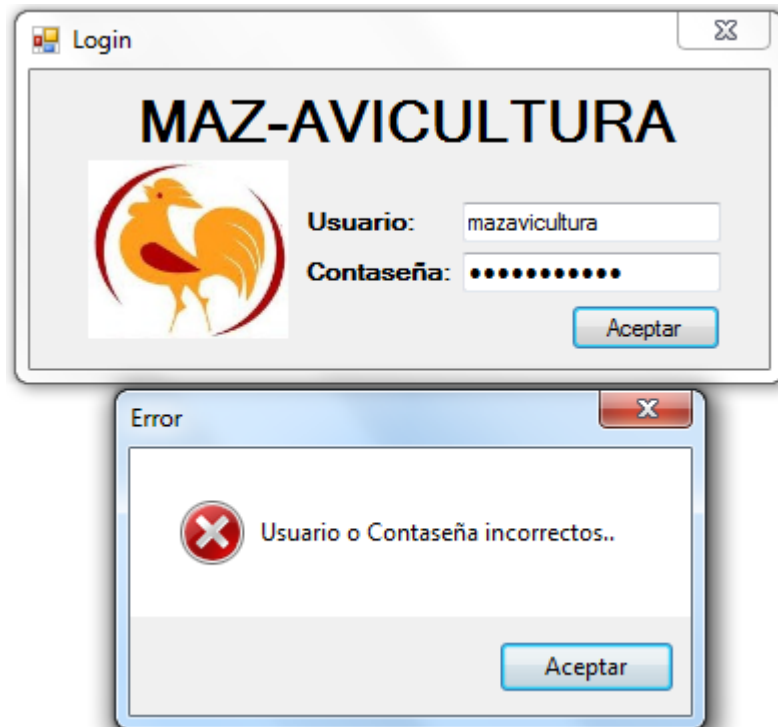 Login
MAZ-AVICULTURA
Usuario: mazavicultura
Contaseña: ●●●●●●●●●●●
Aceptar
Error
Usuario o Contaseña incorrectos..
Aceptar